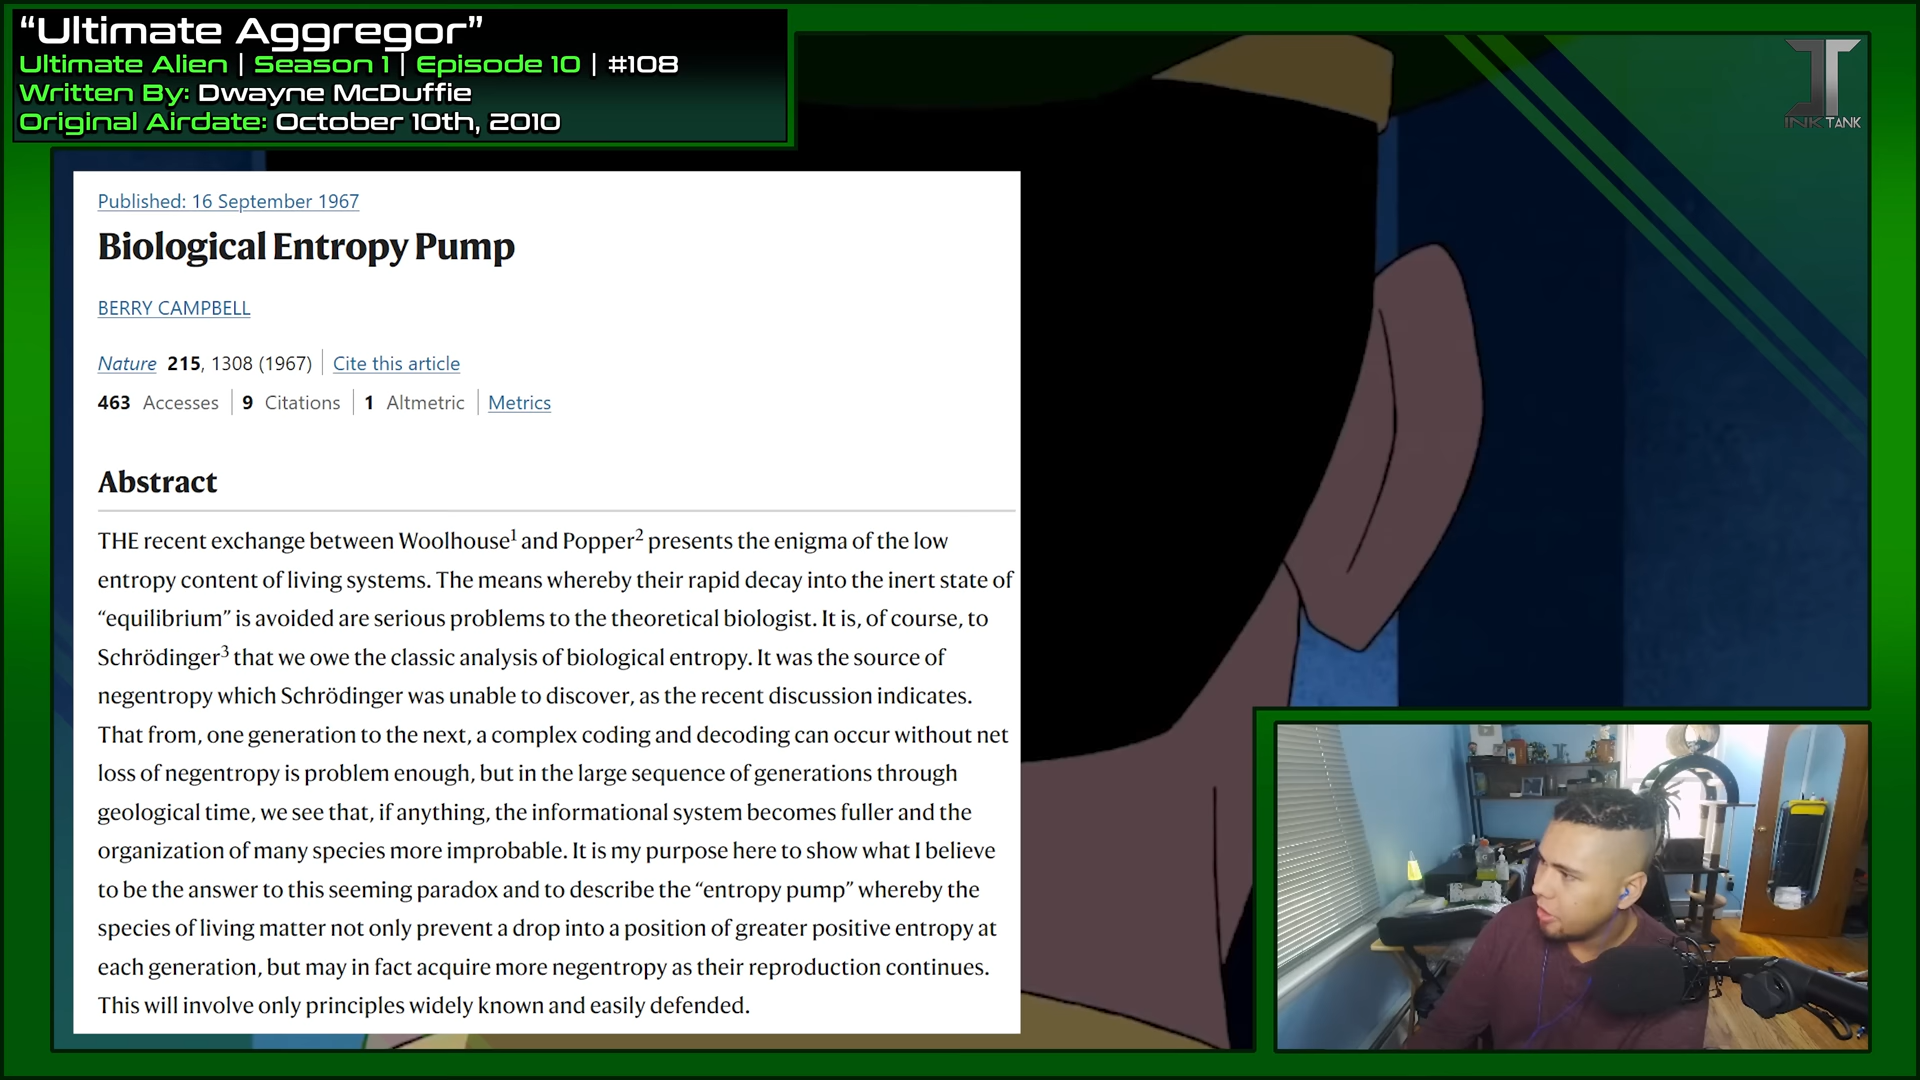 “Ultimate Aggregor”
Ultimate Alien | Season 1 | Episode 10 | #108
Written By: Dwayne McDuffie
Original Airdate: October 10th, 2010
IT
INK TANK
Published: 16 September 1967
Biological Entropy Pump
BERRY CAMPBELL
Nature 215, 1308 (1967) | Cite this article
463 Accesses | 9 Citations | 1 Altmetric | Metrics
Abstract
THE recent exchange between Woolhouse1 and Popper2 presents the enigma of the low
entropy content of living systems. The means whereby their rapid decay into the inert state of
“equilibrium” is avoided are serious problems to the theoretical biologist. It is, of course, to
Schrödinger3 that we owe the classic analysis of biological entropy. It was the source of
negentropy which Schrödinger was unable to discover, as the recent discussion indicates.
That from, one generation to the next, a complex coding and decoding can occur without net
loss of negentropy is problem enough, but in the large sequence of generations through
geological time, we see that, if anything, the informational system becomes fuller and the
organization of many species more improbable. It is my purpose here to show what I believe
to be the answer to this seeming paradox and to describe the “entropy pump” whereby the
species of living matter not only prevent a drop into a position of greater positive entropy at
each generation, but may in fact acquire more negentropy as their reproduction continues.
This will involve only principles widely known and easily defended.